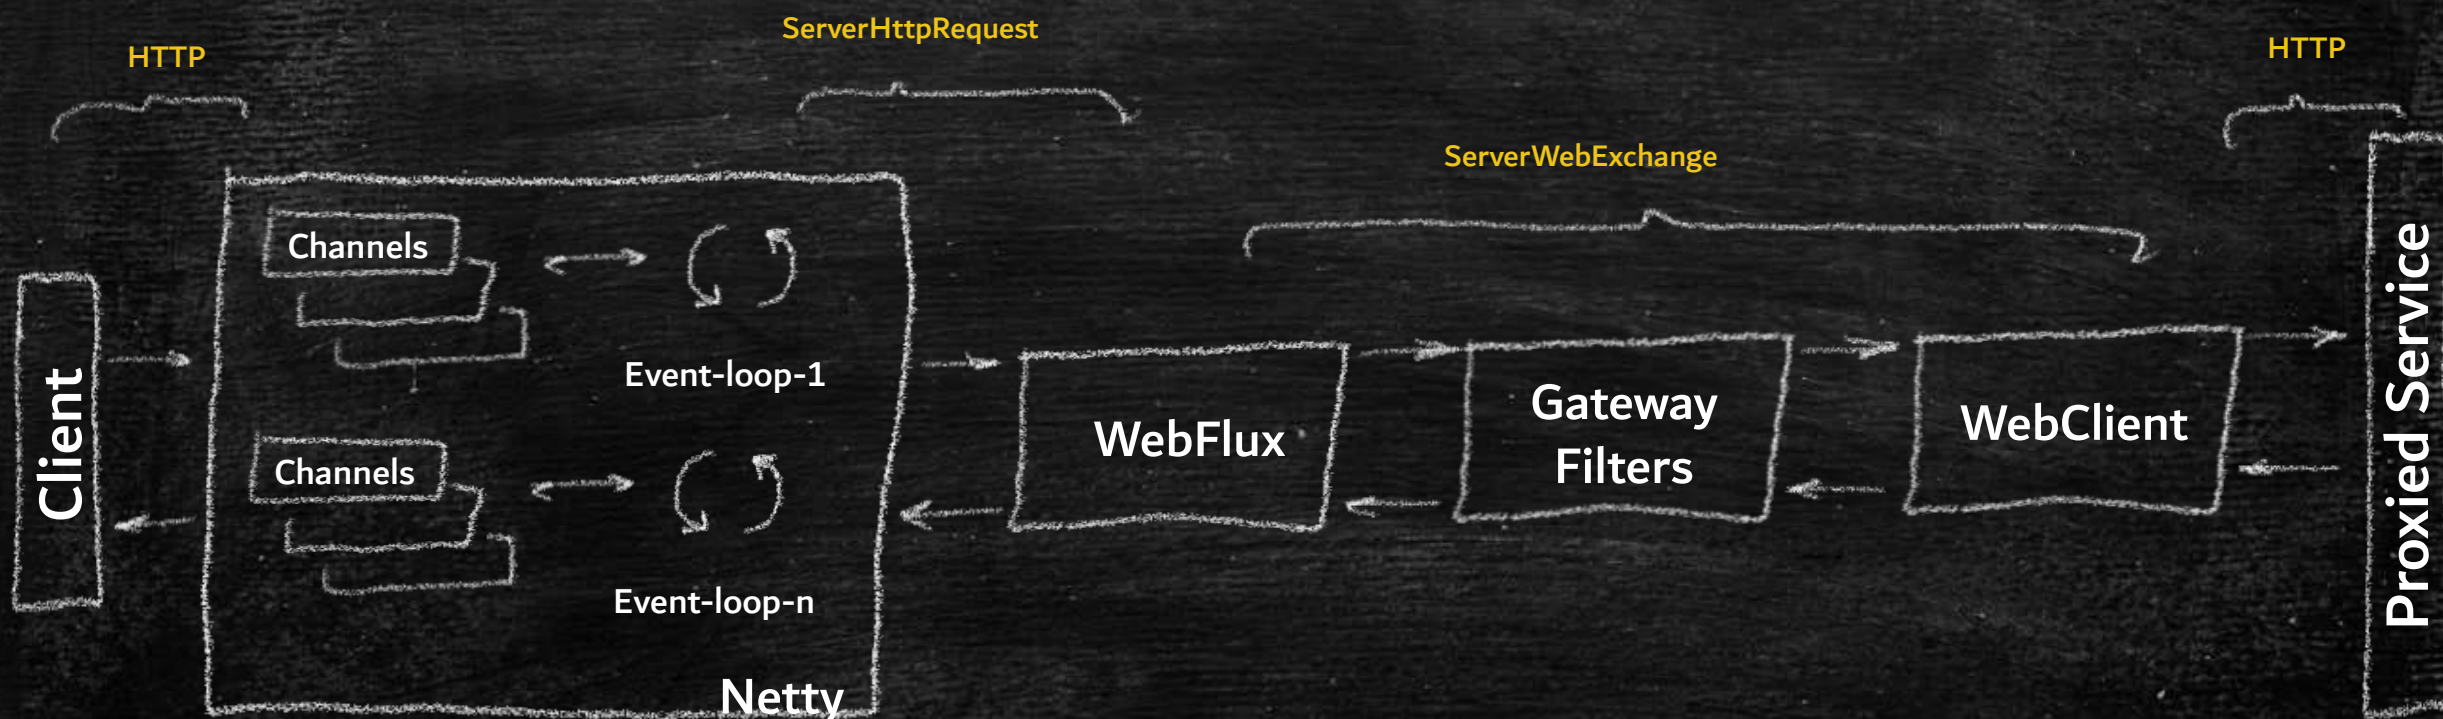 HTTP
ServerHttpRequest
HTTP
ServerWebExchange
Client
Channels
Event-loop-1
Channels
Event-loop-n
Netty
WebFlux
Gateway
Filters
WebClient
Proxied Service